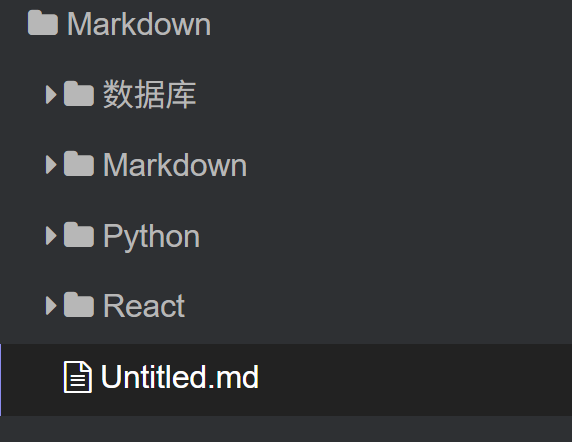 Markdown
数据库
Markdown
Python
React
Untitled.md